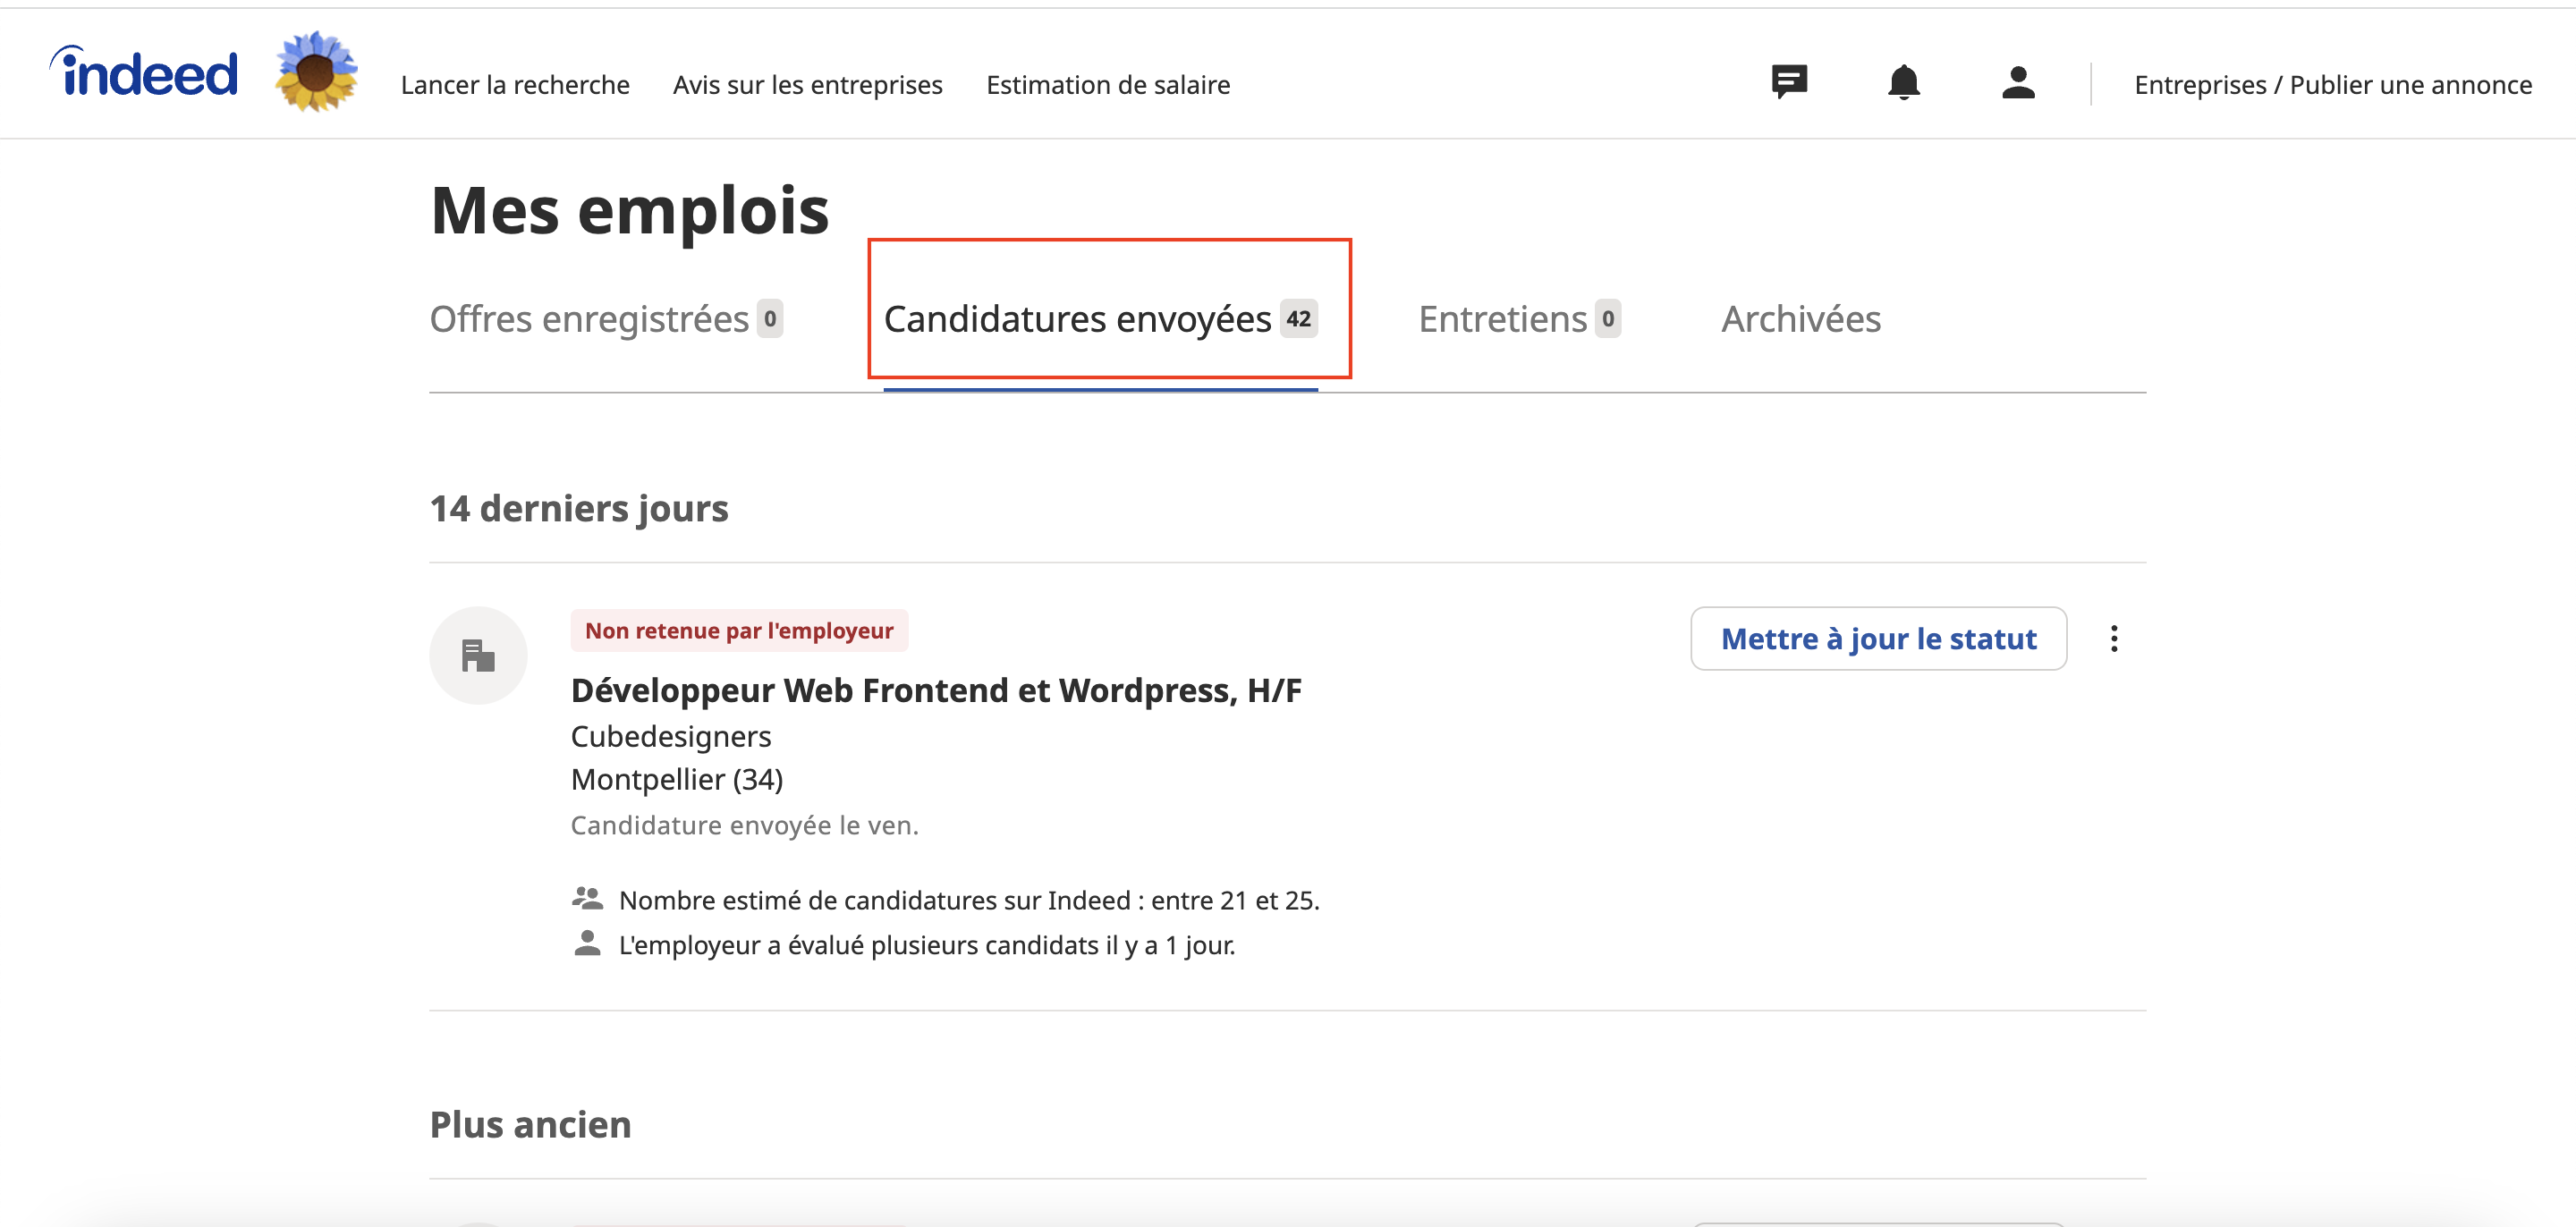 indeed
Lancer la recherche
Avis sur les entreprises
Estimation de salaire
Entreprises / Publier une annonce
Mes emplois
Offres enregistrées 0
Candidatures envoyées 42
Entretiens 0
Archivées
14 derniers jours
Non retenue par l'employeur
Mettre à jour le statut
Développeur Web Frontend et Wordpress, H/F
Cubedesigners
Montpellier (34)
Candidature envoyée le ven.
Nombre estimé de candidatures sur Indeed : entre 21 et 25.
L'employeur a évalué plusieurs candidats il y a 1 jour.
Plus ancien